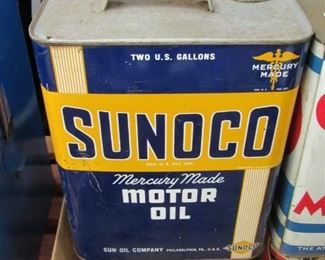 TWO U.S. GALLONS
MERCURY
MADE
SUNOCO
REG. U.S. PAT. OFF.
Mercury Made
MOTOR
OIL
SUN OIL COMPANY PHILADELPHIA, PA., U.S.A.
SUNOCO
M